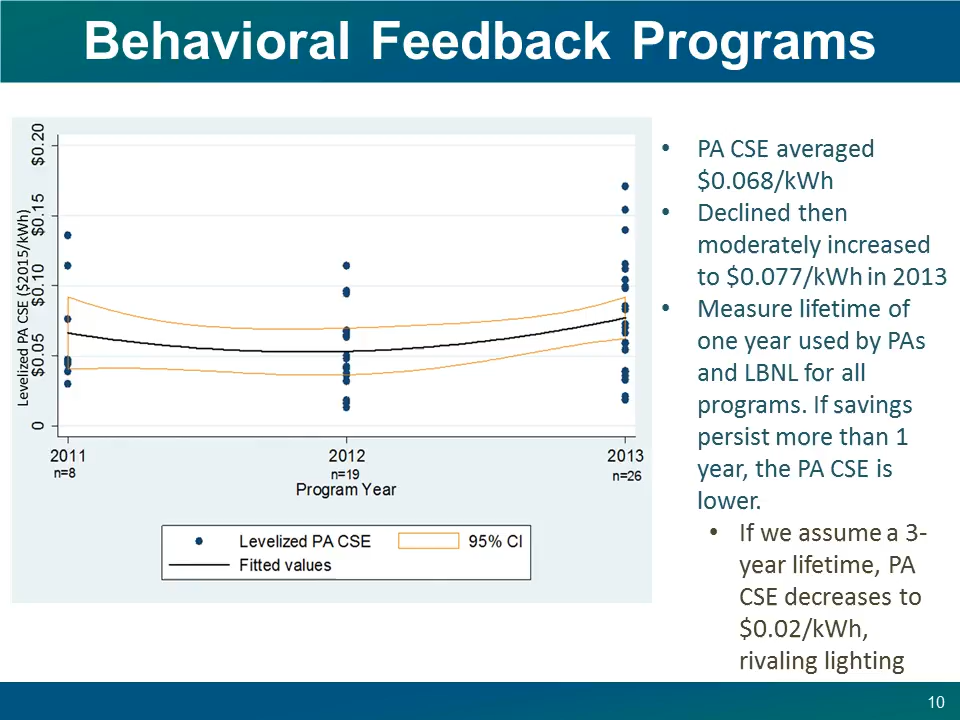 Behavioral Feedback Programs
Levelized PA CSE ($2015/kWh)
$0.20
$0.15
$0.10
$0.05
0
2011
n=8
2012
n=19
2013
n=26
Program Year
Levelized PA CSE
95% CI
Fitted values
• PA CSE averaged
$0.068/kWh
• Declined then
moderately increased
to $0.077/kWh in 2013
• Measure lifetime of
one year used by PAs
and LBNL for all
programs. If savings
persist more than 1
year, the PA CSE is
lower.
• If we assume a 3-
year lifetime, PA
CSE decreases to
$0.02/kWh,
rivaling lighting
10